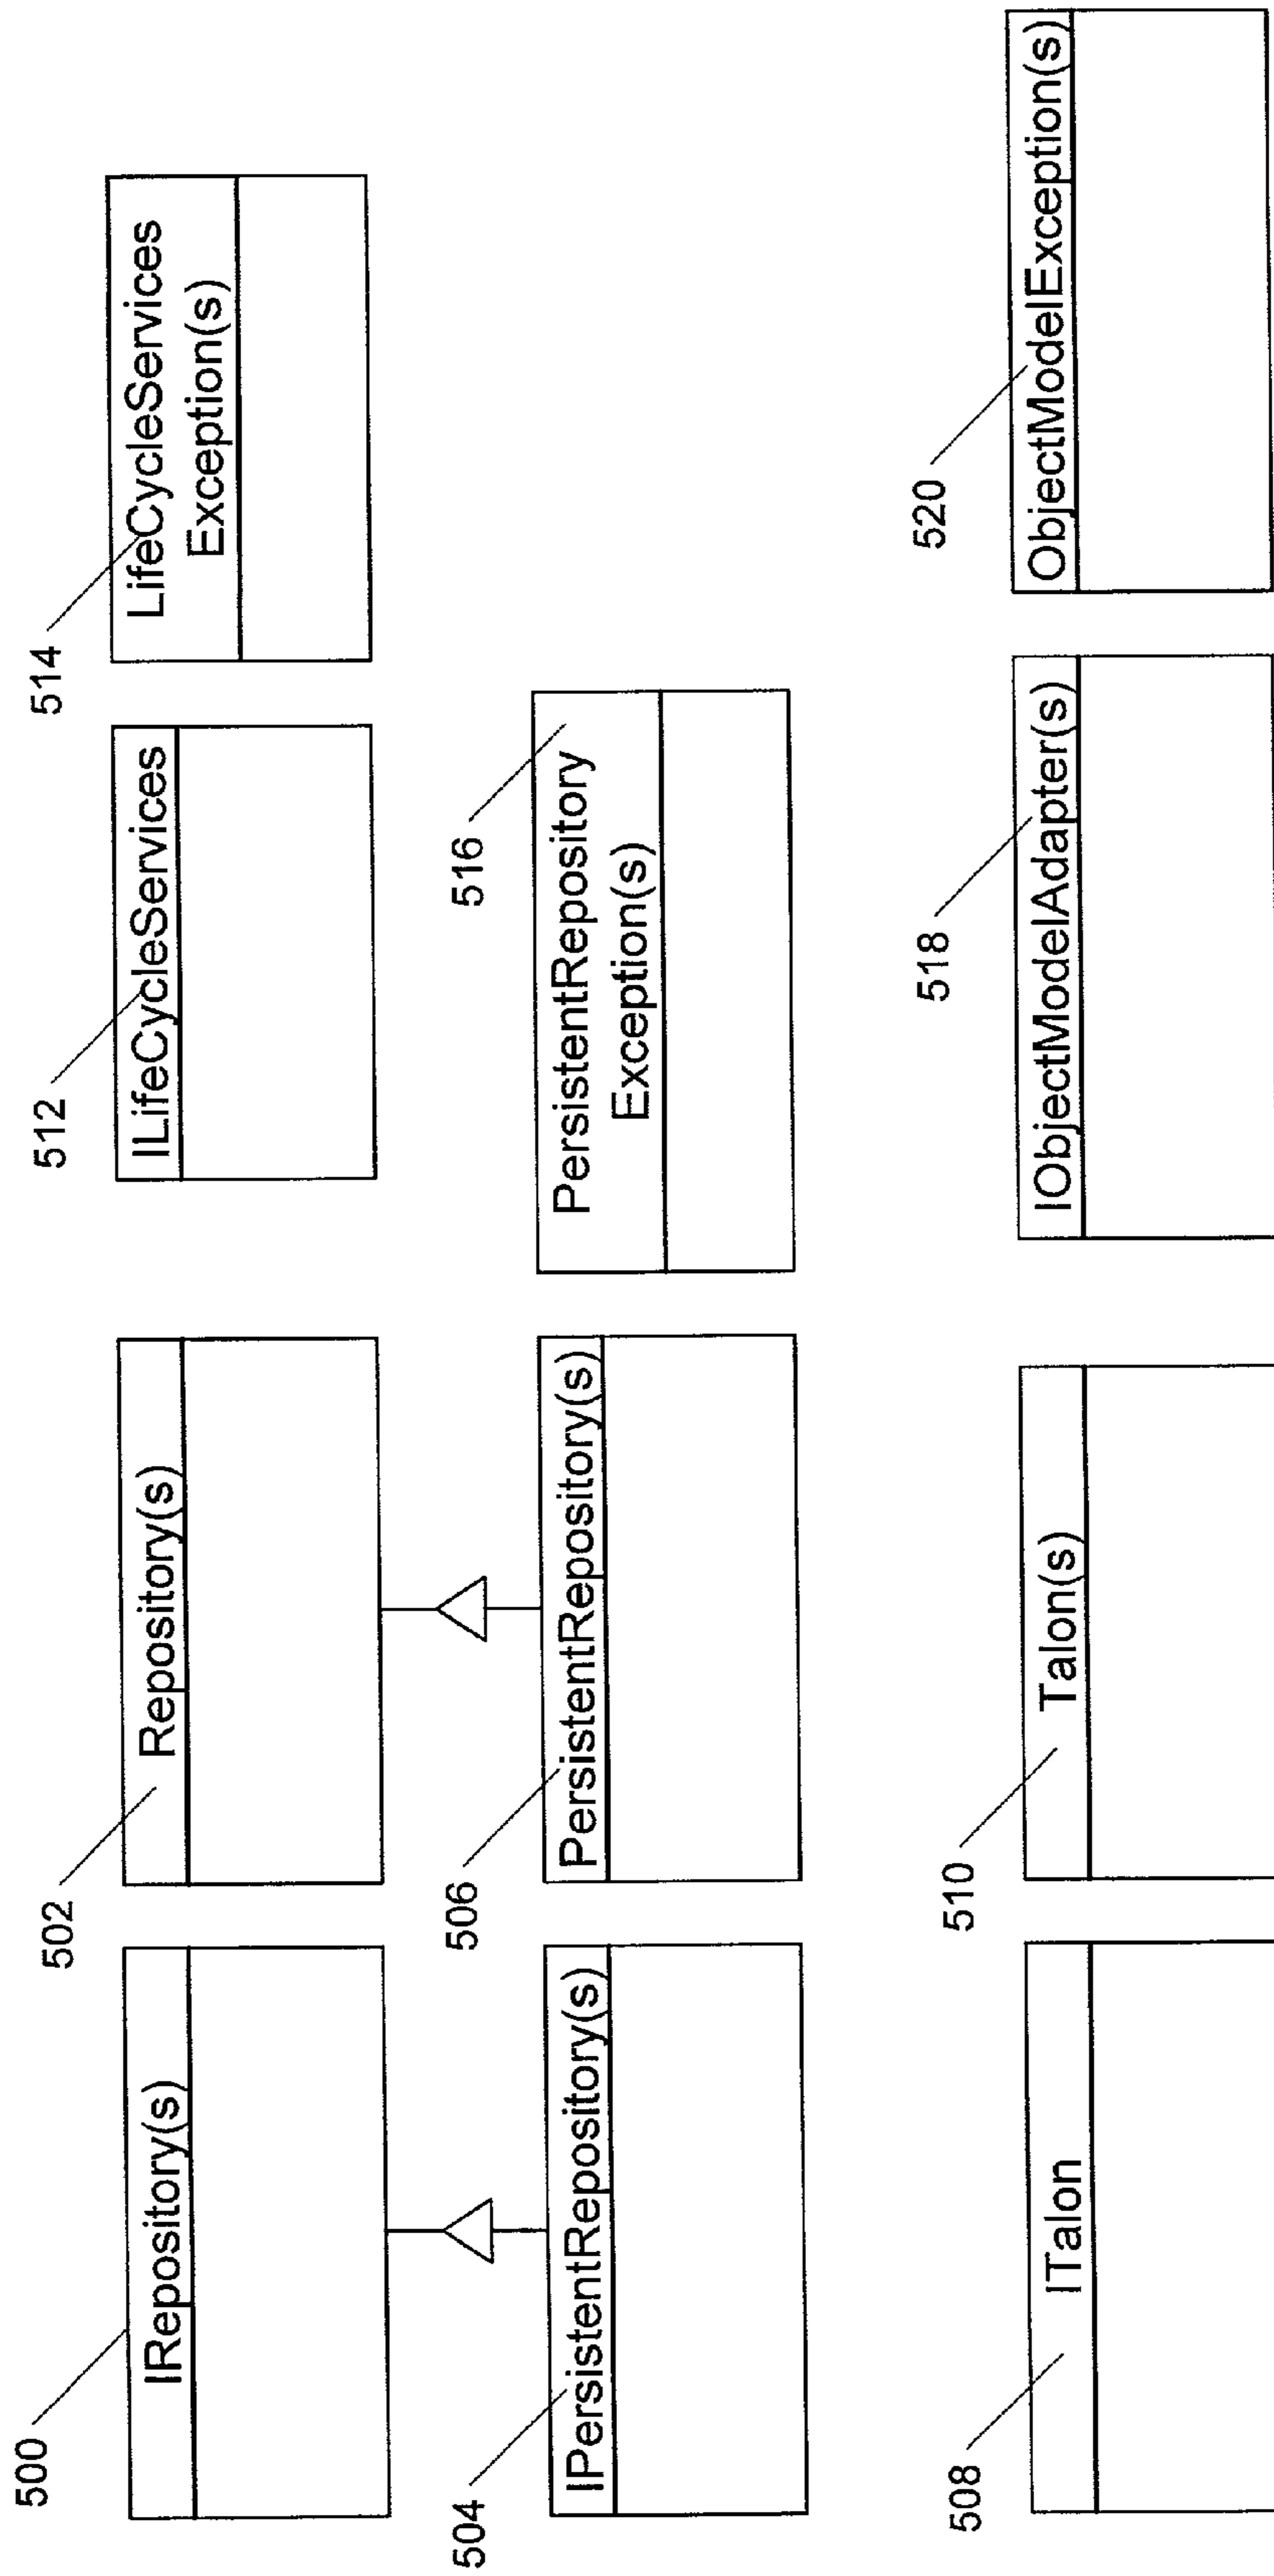 500
IRepository(s)
502
Repository(s)
512
ILifeCycleServices
514
LifeCycleServices
Exception(s)
504
IPersistentRepository(s)
506
PersistentRepository(s)
516
PersistentRepository
Exception(s)
508
ITalon
510
Talon(s)
518
IObjectModelAdapter(s)
520
ObjectModelException(s)